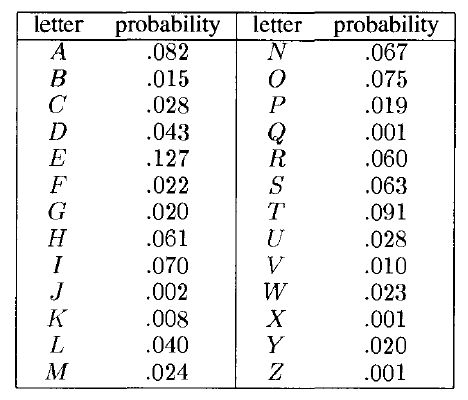 letter probability letter probability
A .082 N .067
B .015 O .075
C .028 P .019
D .043 Q .001
E .127 R .060
F .022 S .063
G .020 T .091
H .061 U .028
I .070 V .010
J .002 W .023
K .008 X .001
L .040 Y .020
M .024 Z .001